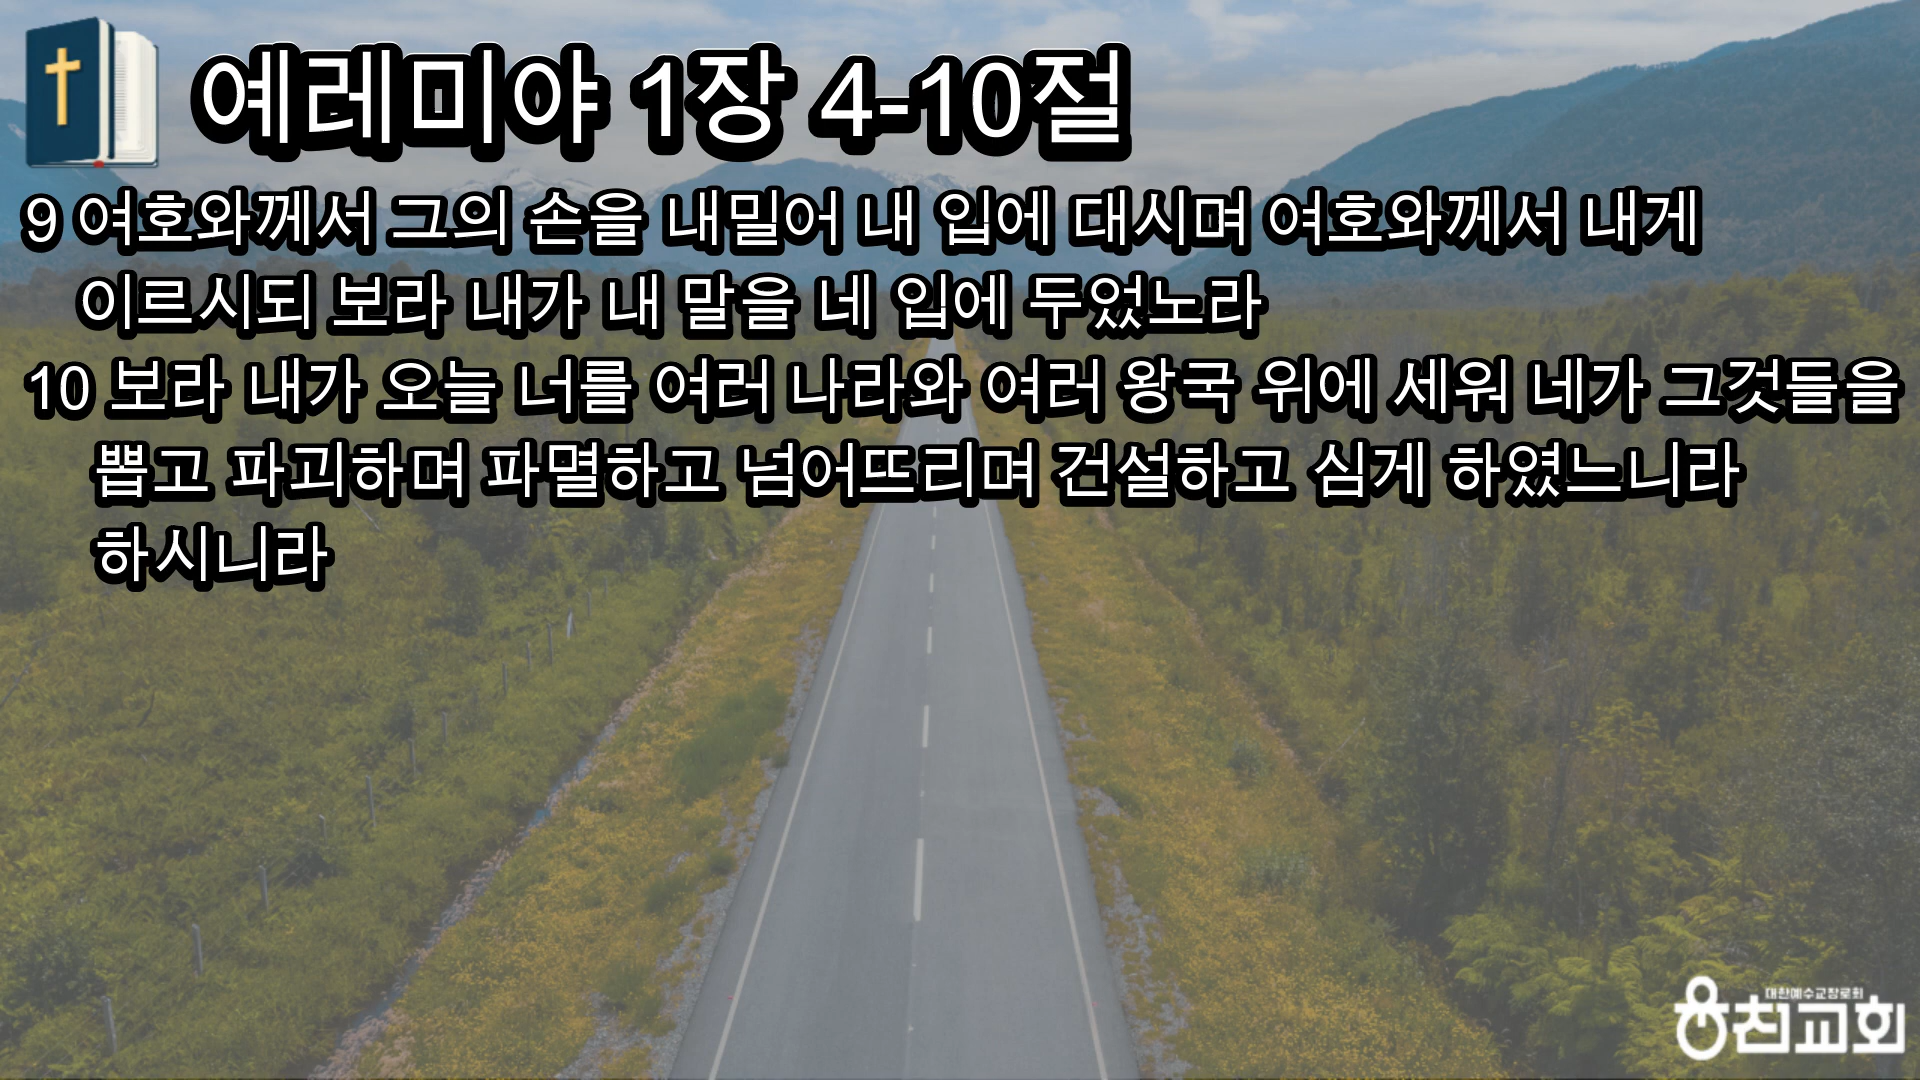 예레미야 1장 4-10절
9 여호와께서 그의 손을 내밀어 내 입에 대시며 여호와께서 내게
이르시되 보라 내가 내 말을 네 입에 두었노라
10 보라 내가 오늘 너를 여러 나라와 여러 왕국 위에 세워 네가 그것들을
뽑고 파괴하며 파멸하고 넘어뜨리며 건설하고 심게 하였느니라
하시니라
대한예수교장로회
웅천교회